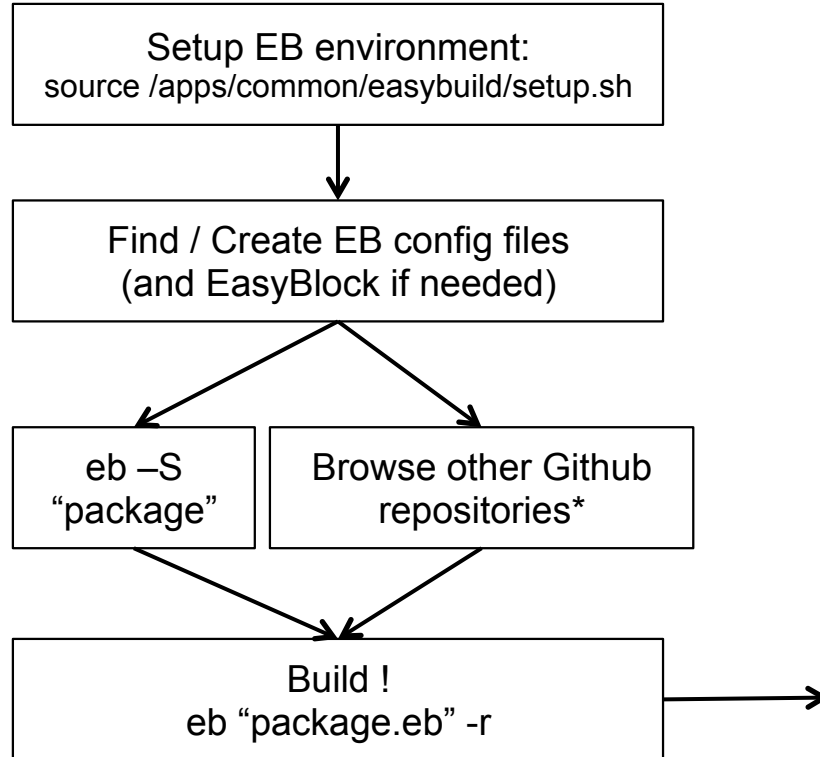 Setup EB environment:
source /apps/common/easybuild/setup.sh
Find / Create EB config files
(and EasyBlock if needed)
eb –S
“package”
Browse other Github
repositories*
Build !
eb “package.eb” -r